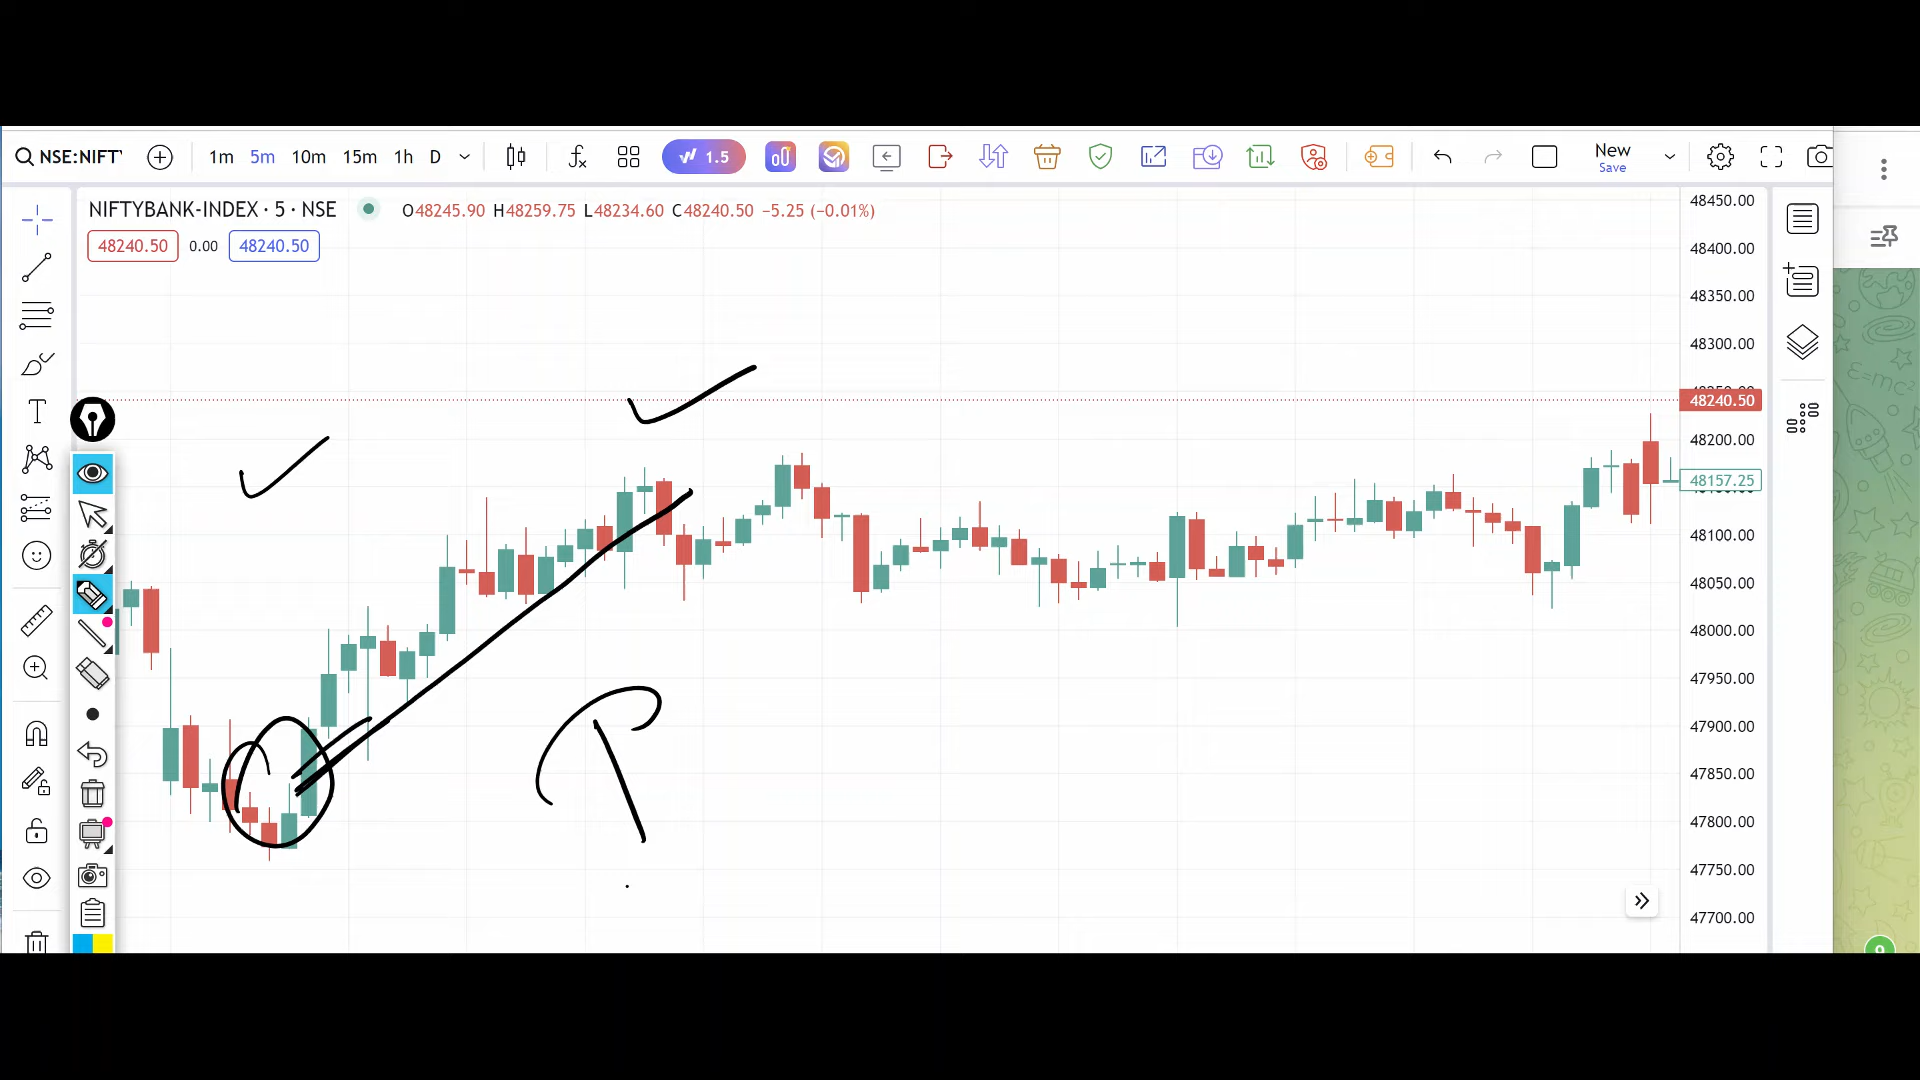 NSE:NIFTY
1m 5m 10m 15m 1h D
1.5
New
Save
NIFTYBANK-INDEX · 5 · NSE
O48245.90 H48259.75 L48234.60 C48240.50 −5.25 (−0.01%)
48240.50 0.00 48240.50
48450.00
48400.00
48350.00
48300.00
48240.50
48200.00
48157.25
48100.00
48050.00
48000.00
47950.00
47900.00
47850.00
47800.00
47750.00
47700.00